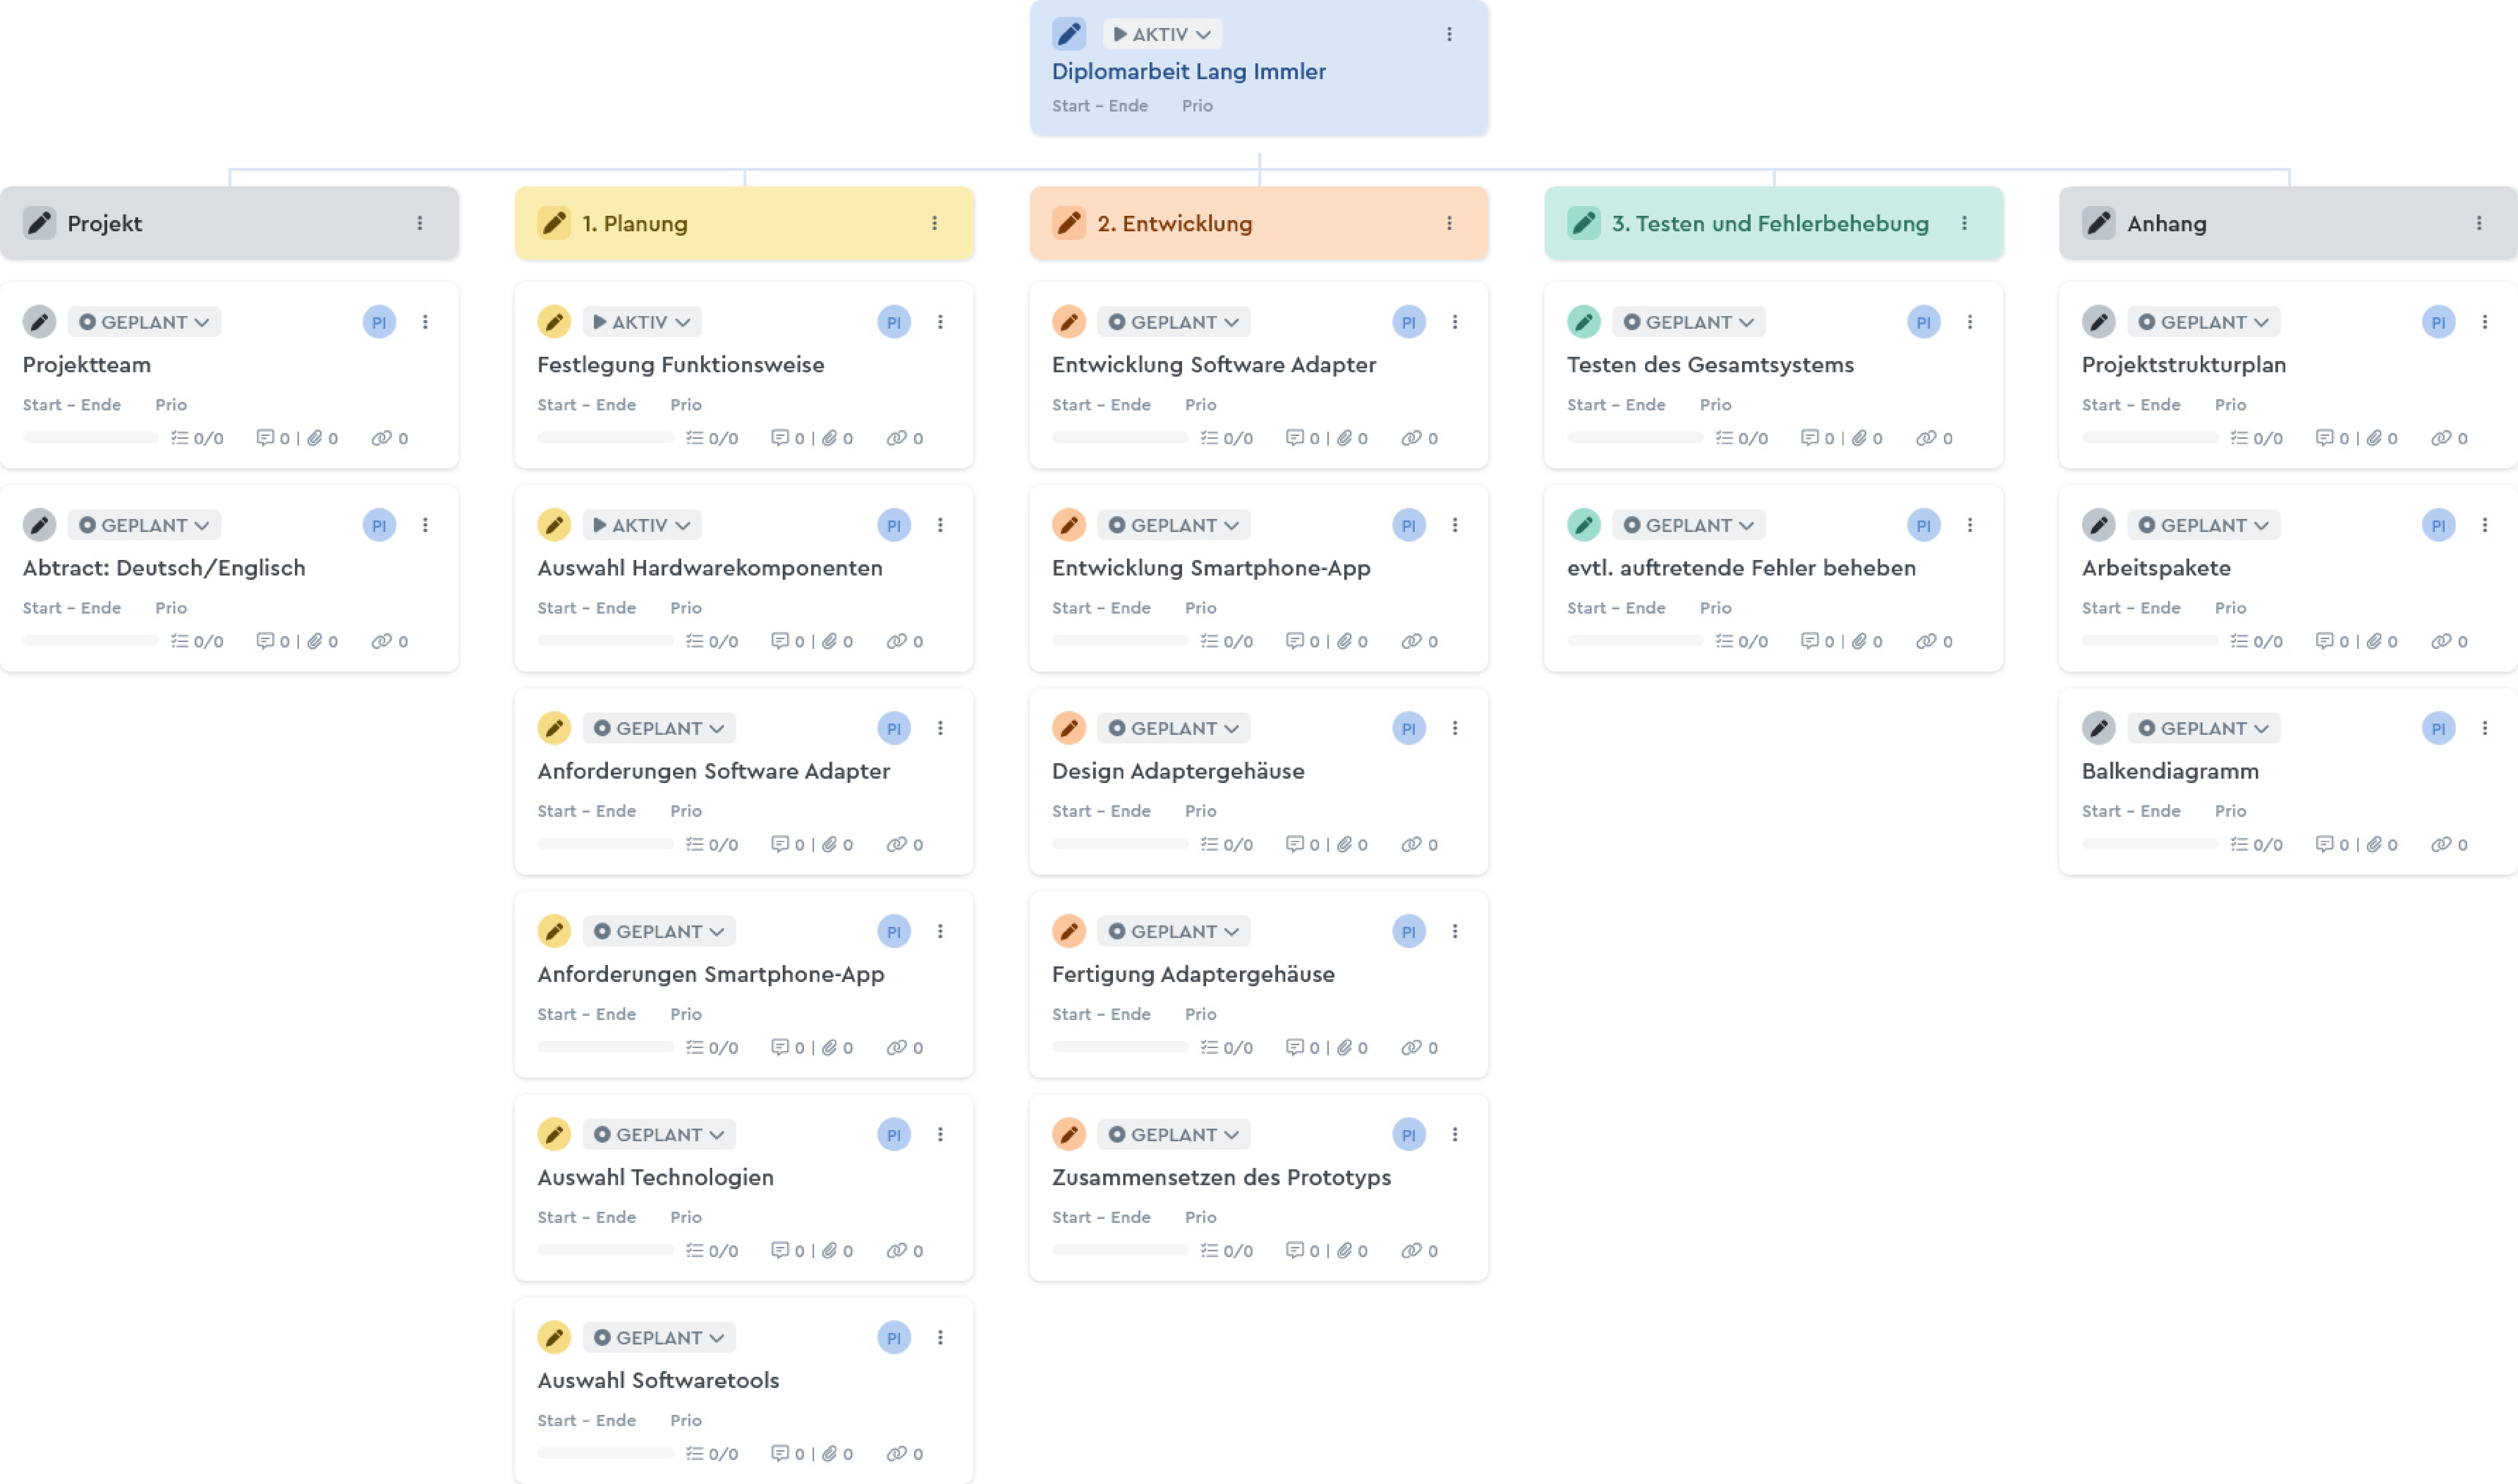 AKTIV
Diplomarbeit Lang Immler
Start – Ende Prio
Projekt
GEPLANT PI
Projektteam
Start – Ende Prio
0/0 0 | 0 0
GEPLANT PI
Abtract: Deutsch/Englisch
Start – Ende Prio
0/0 0 | 0 0
1. Planung
AKTIV PI
Festlegung Funktionsweise
Start – Ende Prio
0/0 0 | 0 0
AKTIV PI
Auswahl Hardwarekomponenten
Start – Ende Prio
0/0 0 | 0 0
GEPLANT PI
Anforderungen Software Adapter
Start – Ende Prio
0/0 0 | 0 0
GEPLANT PI
Anforderungen Smartphone-App
Start – Ende Prio
0/0 0 | 0 0
GEPLANT PI
Auswahl Technologien
Start – Ende Prio
0/0 0 | 0 0
GEPLANT PI
Auswahl Softwaretools
Start – Ende Prio
0/0 0 | 0 0
2. Entwicklung
GEPLANT PI
Entwicklung Software Adapter
Start – Ende Prio
0/0 0 | 0 0
GEPLANT PI
Entwicklung Smartphone-App
Start – Ende Prio
0/0 0 | 0 0
GEPLANT PI
Design Adaptergehäuse
Start – Ende Prio
0/0 0 | 0 0
GEPLANT PI
Fertigung Adaptergehäuse
Start – Ende Prio
0/0 0 | 0 0
GEPLANT PI
Zusammensetzen des Prototyps
Start – Ende Prio
0/0 0 | 0 0
3. Testen und Fehlerbehebung
GEPLANT PI
Testen des Gesamtsystems
Start – Ende Prio
0/0 0 | 0 0
GEPLANT PI
evtl. auftretende Fehler beheben
Start – Ende Prio
0/0 0 | 0 0
Anhang
GEPLANT PI
Projektstrukturplan
Start – Ende Prio
0/0 0 | 0 0
GEPLANT PI
Arbeitspakete
Start – Ende Prio
0/0 0 | 0 0
GEPLANT PI
Balkendiagramm
Start – Ende Prio
0/0 0 | 0 0